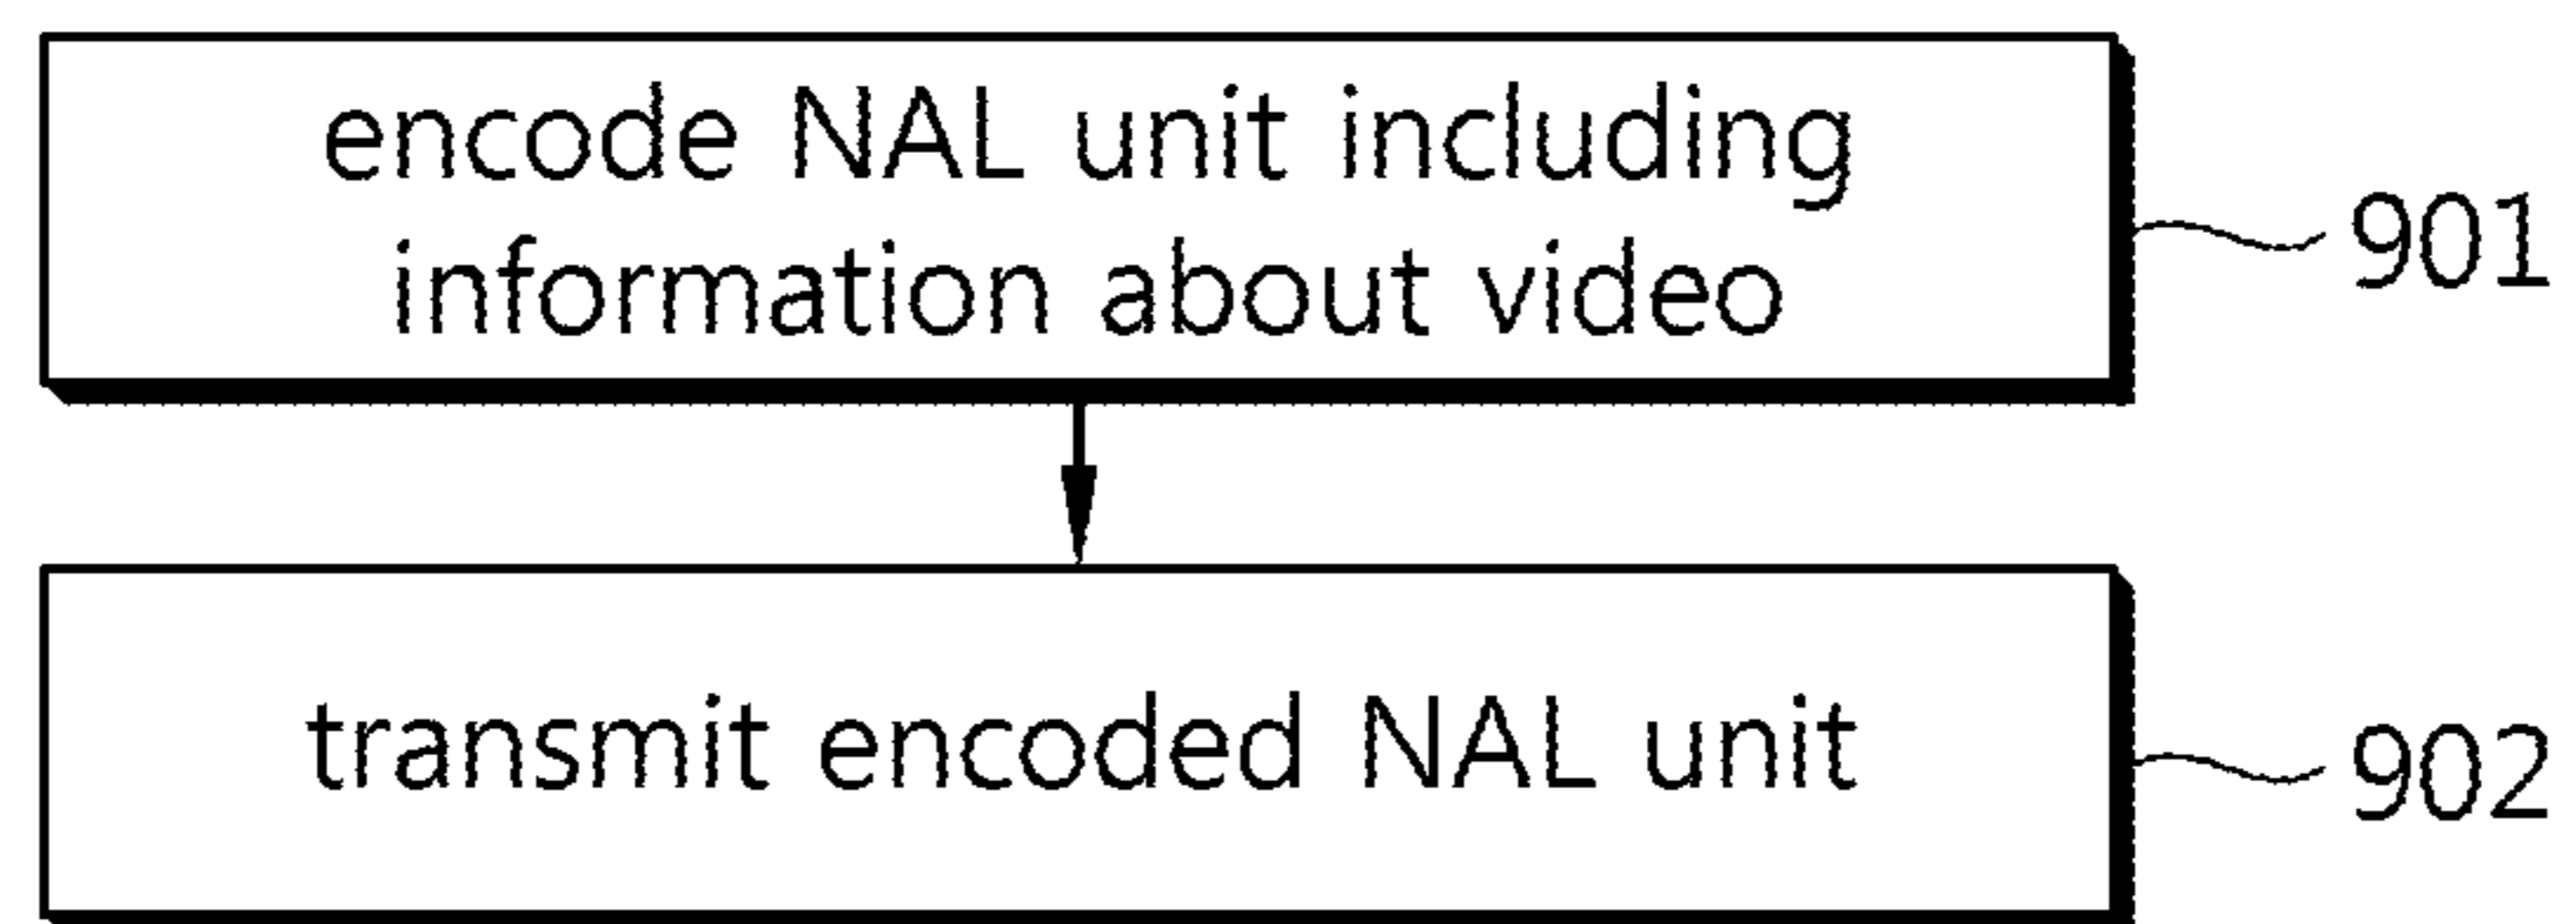 encode NAL unit including
information about video
901
transmit encoded NAL unit
902